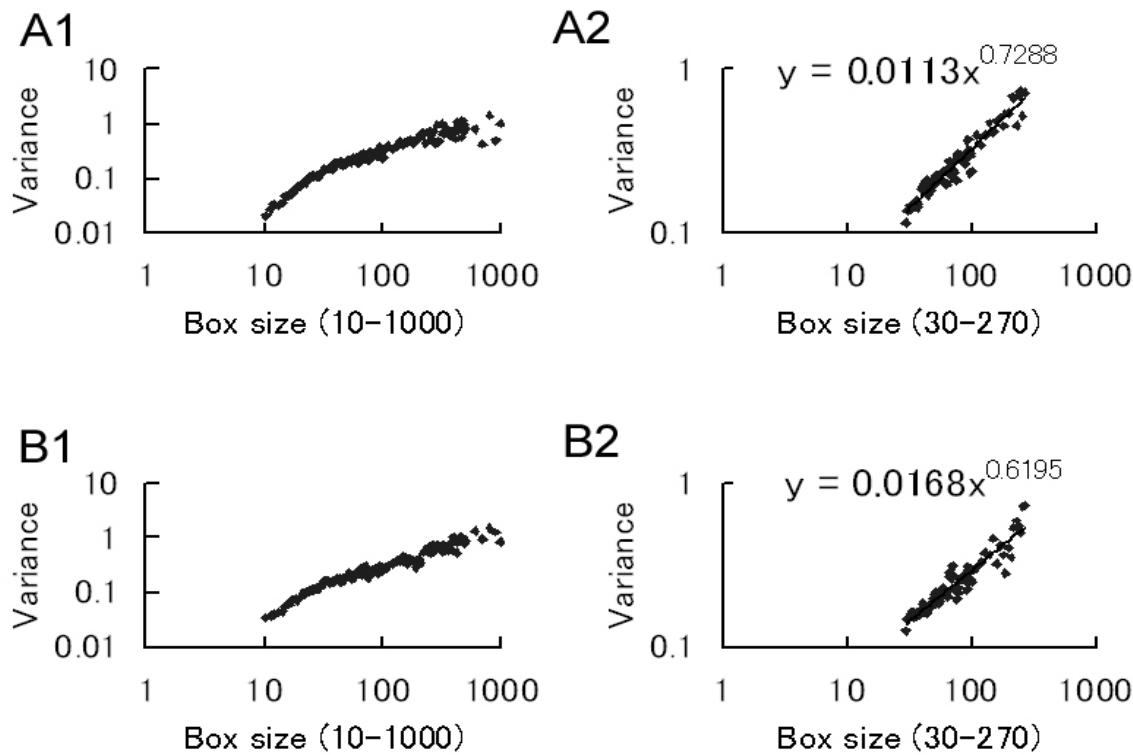 A1
10
1
0.1
0.01
Variance
1 10 100 1000
Box size (10-1000)
A2
y = 0.0113x^0.7288
1
0.1
Variance
1 10 100 1000
Box size (30-270)
B1
10
1
0.1
0.01
Variance
1 10 100 1000
Box size (10-1000)
B2
y = 0.0168x^0.6195
1
0.1
Variance
1 10 100 1000
Box size (30-270)